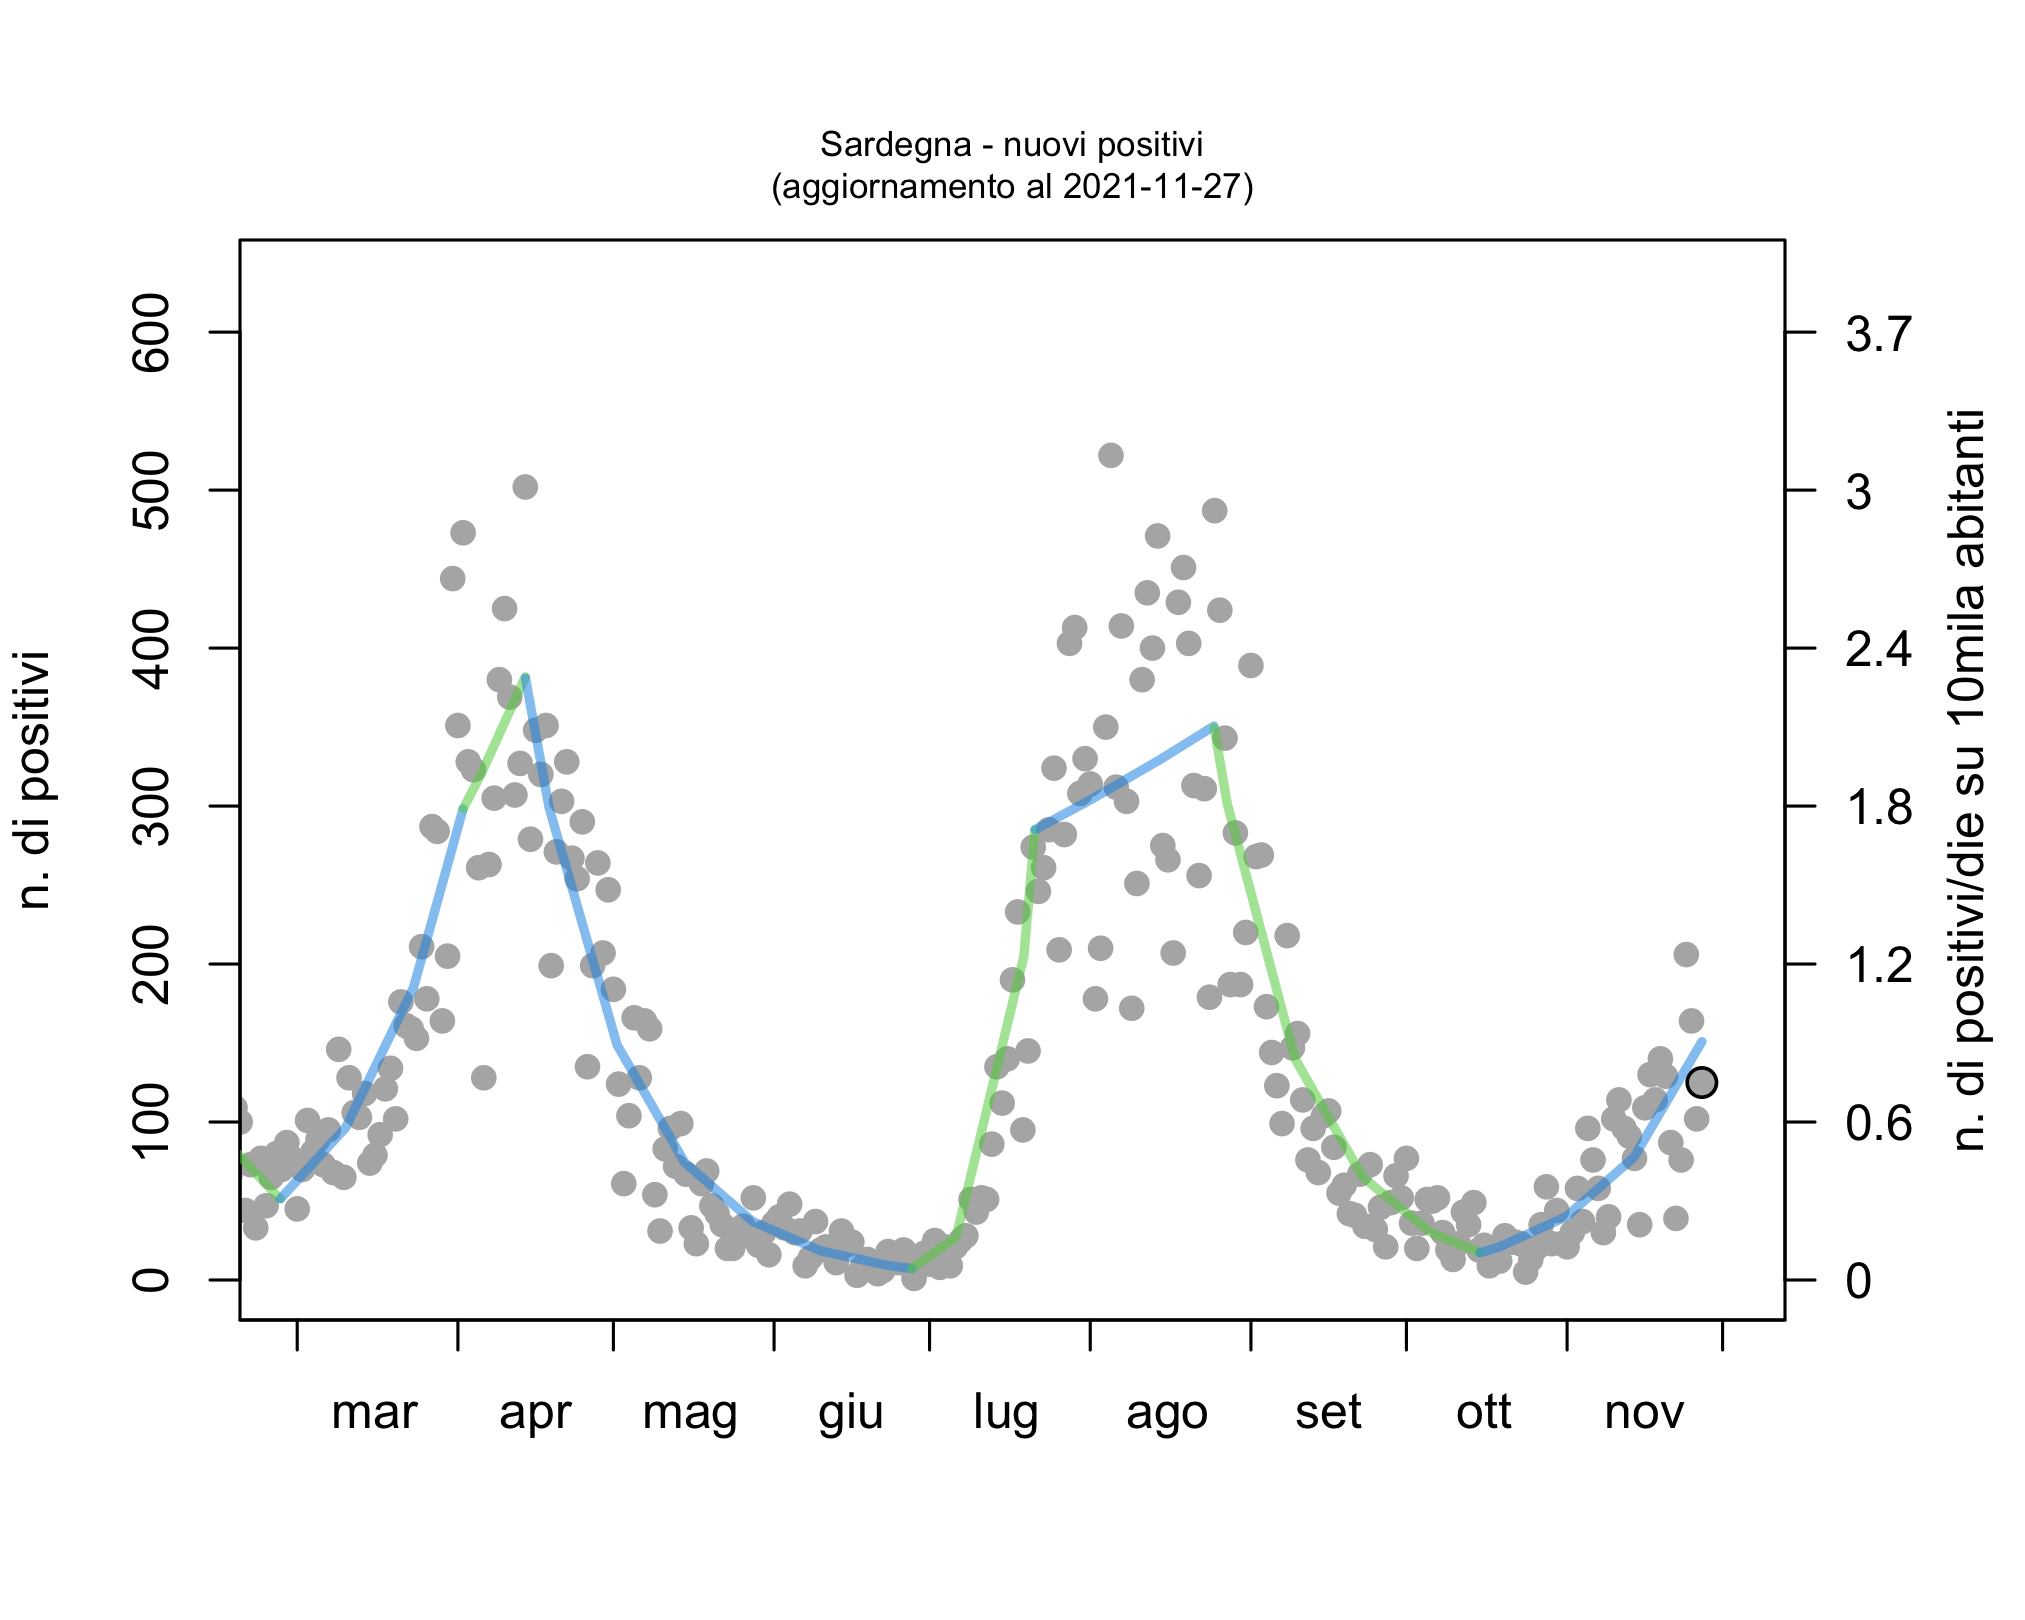 Sardegna - nuovi positivi
(aggiornamento al 2021-11-27)
n. di positivi
600
500
400
300
200
100
0
3.7
3
2.4
1.8
1.2
0.6
0
n. di positivi/die su 10mila abitanti
mar apr mag giu lug ago set ott nov